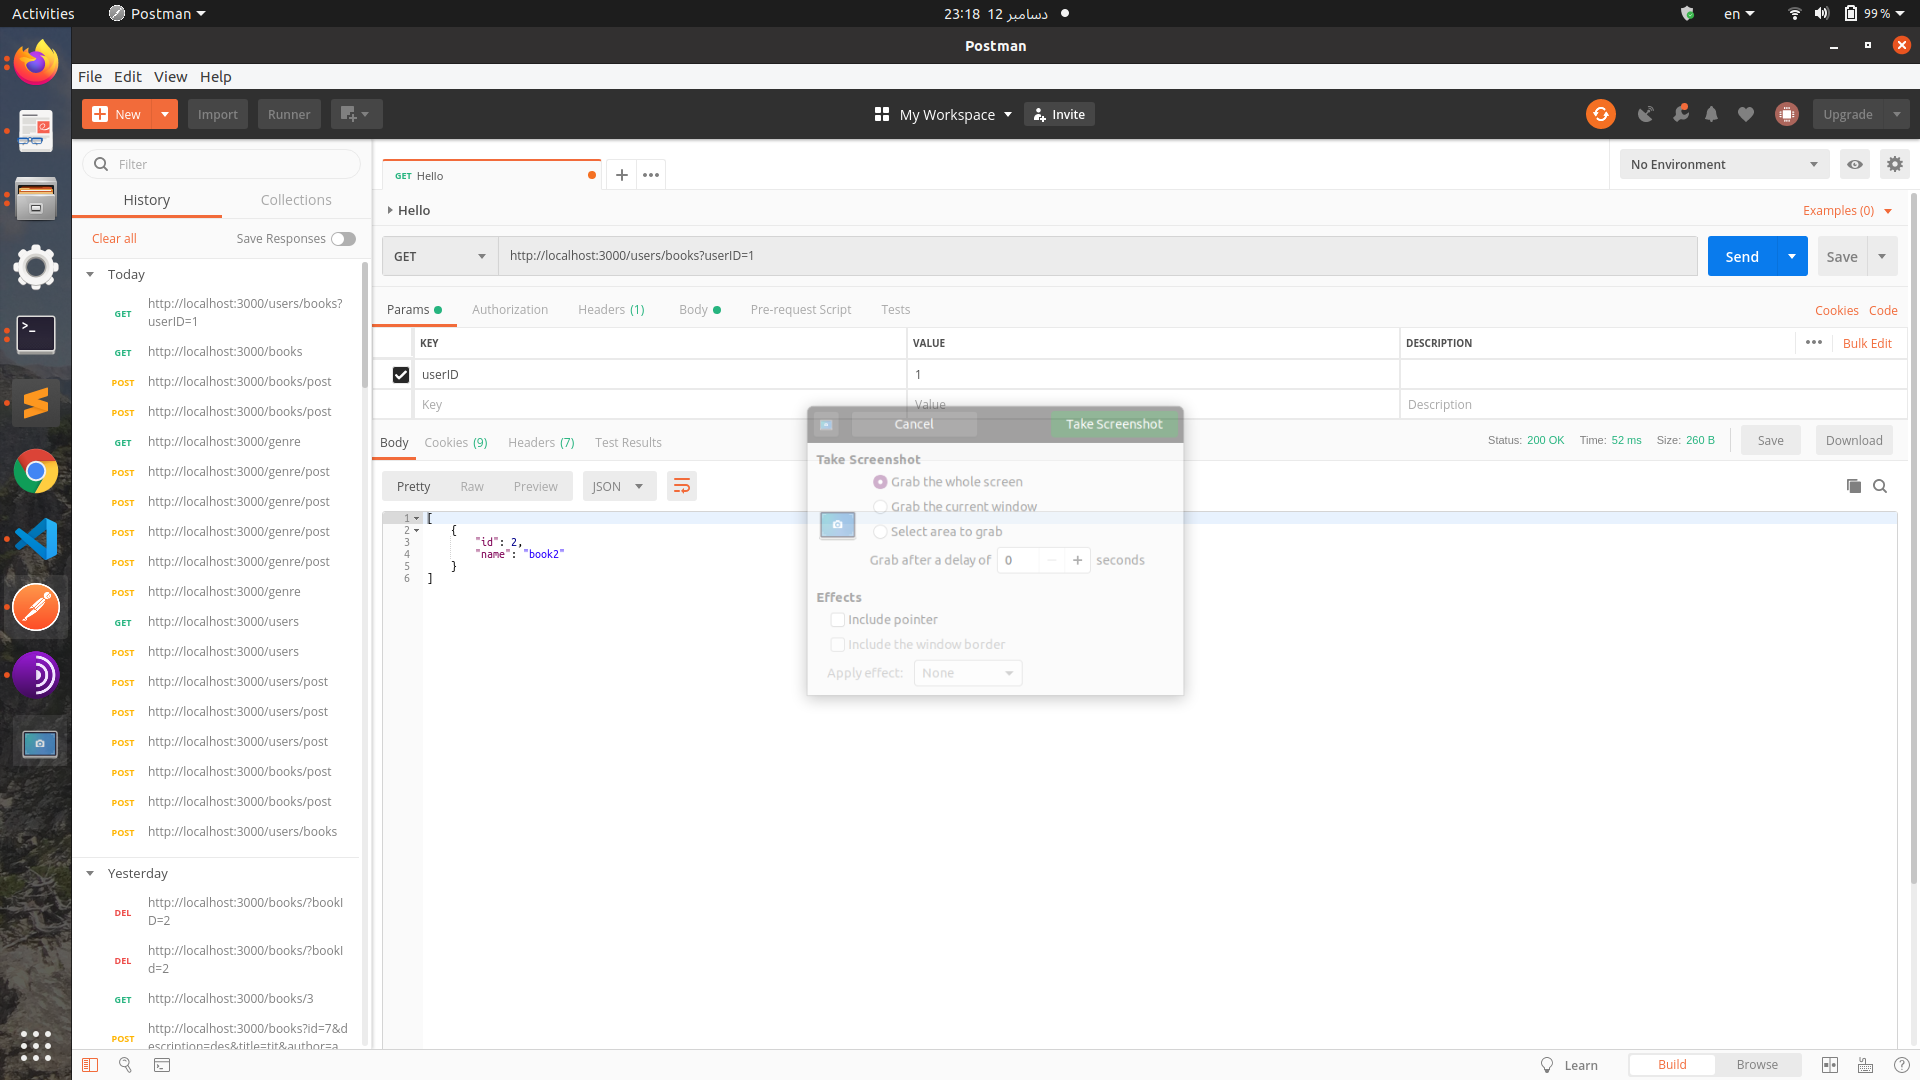 Activities
Postman
23:18  12 دسامبر
en
99 %
Postman
File Edit View Help
New
Import
Runner
My Workspace
Invite
Upgrade
Filter
History
Collections
Clear all
Save Responses
Today
GET http://localhost:3000/users/books?
userID=1
GET http://localhost:3000/books
POST http://localhost:3000/books/post
POST http://localhost:3000/books/post
GET http://localhost:3000/genre
POST http://localhost:3000/genre/post
POST http://localhost:3000/genre/post
POST http://localhost:3000/genre/post
POST http://localhost:3000/genre/post
POST http://localhost:3000/genre
GET http://localhost:3000/users
POST http://localhost:3000/users
POST http://localhost:3000/users/post
POST http://localhost:3000/users/post
POST http://localhost:3000/users/post
POST http://localhost:3000/books/post
POST http://localhost:3000/books/post
POST http://localhost:3000/users/books
Yesterday
DEL http://localhost:3000/books/?bookI
D=2
DEL http://localhost:3000/books/?bookI
d=2
GET http://localhost:3000/books/3
POST http://localhost:3000/books?id=7&d
escription=des&title=tit&author=a
GET Hello
No Environment
Hello
Examples (0)
GET
http://localhost:3000/users/books?userID=1
Send
Save
Params
Authorization
Headers (1)
Body
Pre-request Script
Tests
Cookies Code
KEY VALUE DESCRIPTION
Bulk Edit
userID 1
Key Value Description
Body
Cookies (9)
Headers (7)
Test Results
Status: 200 OK Time: 52 ms Size: 260 B
Save
Download
Pretty Raw Preview
JSON
1 [
2 {
3 "id": 2,
4 "name": "book2"
5 }
6 ]
Cancel
Take Screenshot
Take Screenshot
Grab the whole screen
Grab the current window
Select area to grab
Grab after a delay of 0 − + seconds
Effects
Include pointer
Include the window border
Apply effect: None
Learn
Build
Browse